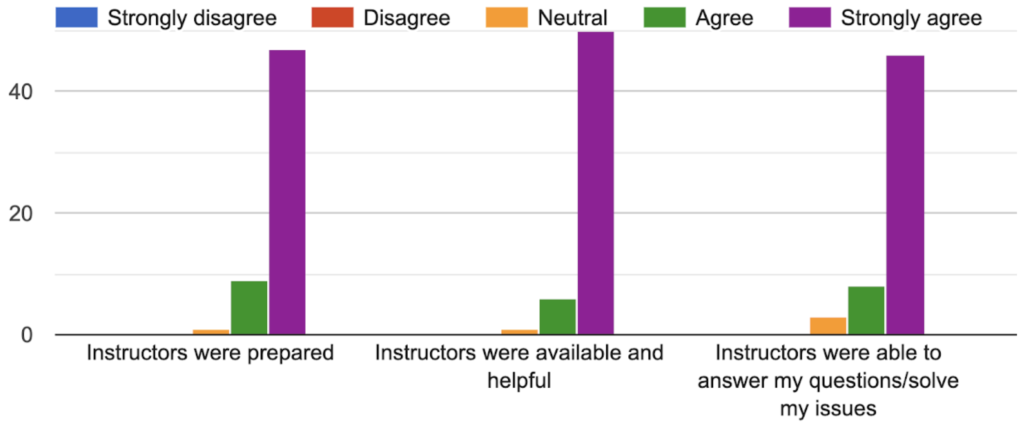 Strongly disagree Disagree Neutral Agree Strongly agree
40
20
0
Instructors were prepared
Instructors were available and
helpful
Instructors were able to
answer my questions/solve
my issues